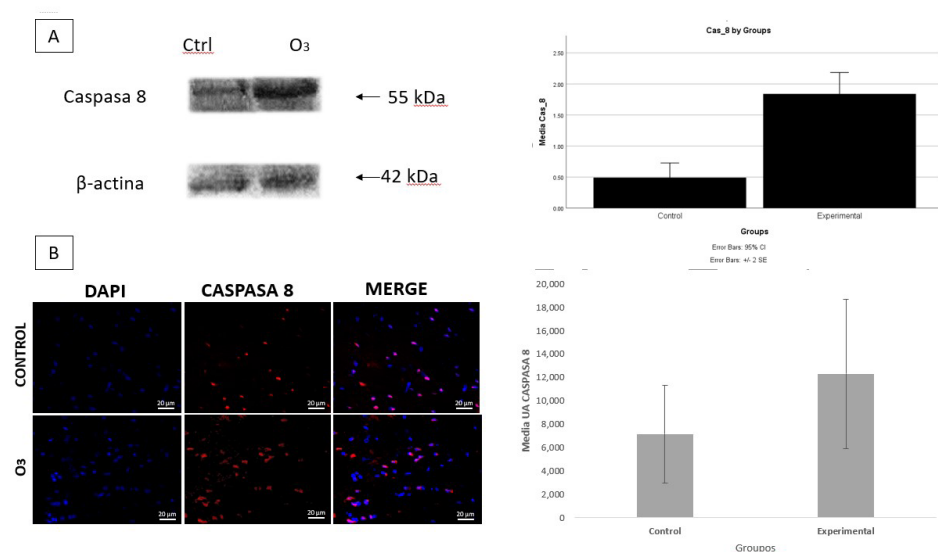 A
Ctrl O3
Caspasa 8
55 kDa
β-actina
42 kDa
Cas_8 by Groups
Media Cas_8
2.50
2.00
1.50
1.00
0.50
0.00
Control Experimental
Groups
Error Bars: 95% CI
Error Bars: +/- 2 SE
B
DAPI CASPASA 8 MERGE
CONTROL
20 µm 20 µm 20 µm
O3
20 µm 20 µm 20 µm
Media UA CASPASA 8
20,000
18,000
16,000
14,000
12,000
10,000
8,000
6,000
4,000
2,000
0
Control Experimental
Groupos